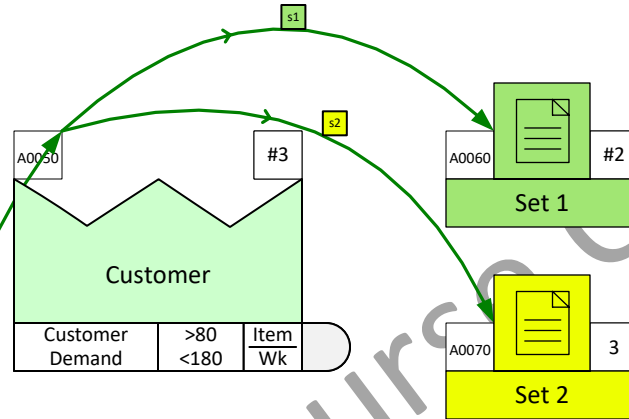 s1
s2
A0050
#3
A0060
#2
Set 1
Customer
Customer Demand
>80
<180
Item
Wk
A0070
3
Set 2